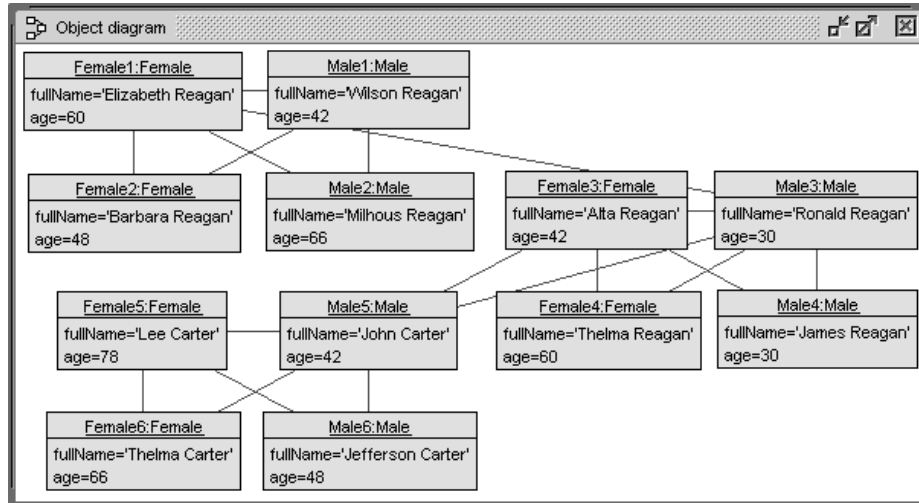 Object diagram
Female1:Female
fullName='Elizabeth Reagan'
age=60
Male1:Male
fullName='Wilson Reagan'
age=42
Female2:Female
fullName='Barbara Reagan'
age=48
Male2:Male
fullName='Milhous Reagan'
age=66
Female3:Female
fullName='Alta Reagan'
age=42
Male3:Male
fullName='Ronald Reagan'
age=30
Female5:Female
fullName='Lee Carter'
age=78
Male5:Male
fullName='John Carter'
age=42
Female4:Female
fullName='Thelma Reagan'
age=60
Male4:Male
fullName='James Reagan'
age=30
Female6:Female
fullName='Thelma Carter'
age=66
Male6:Male
fullName='Jefferson Carter'
age=48